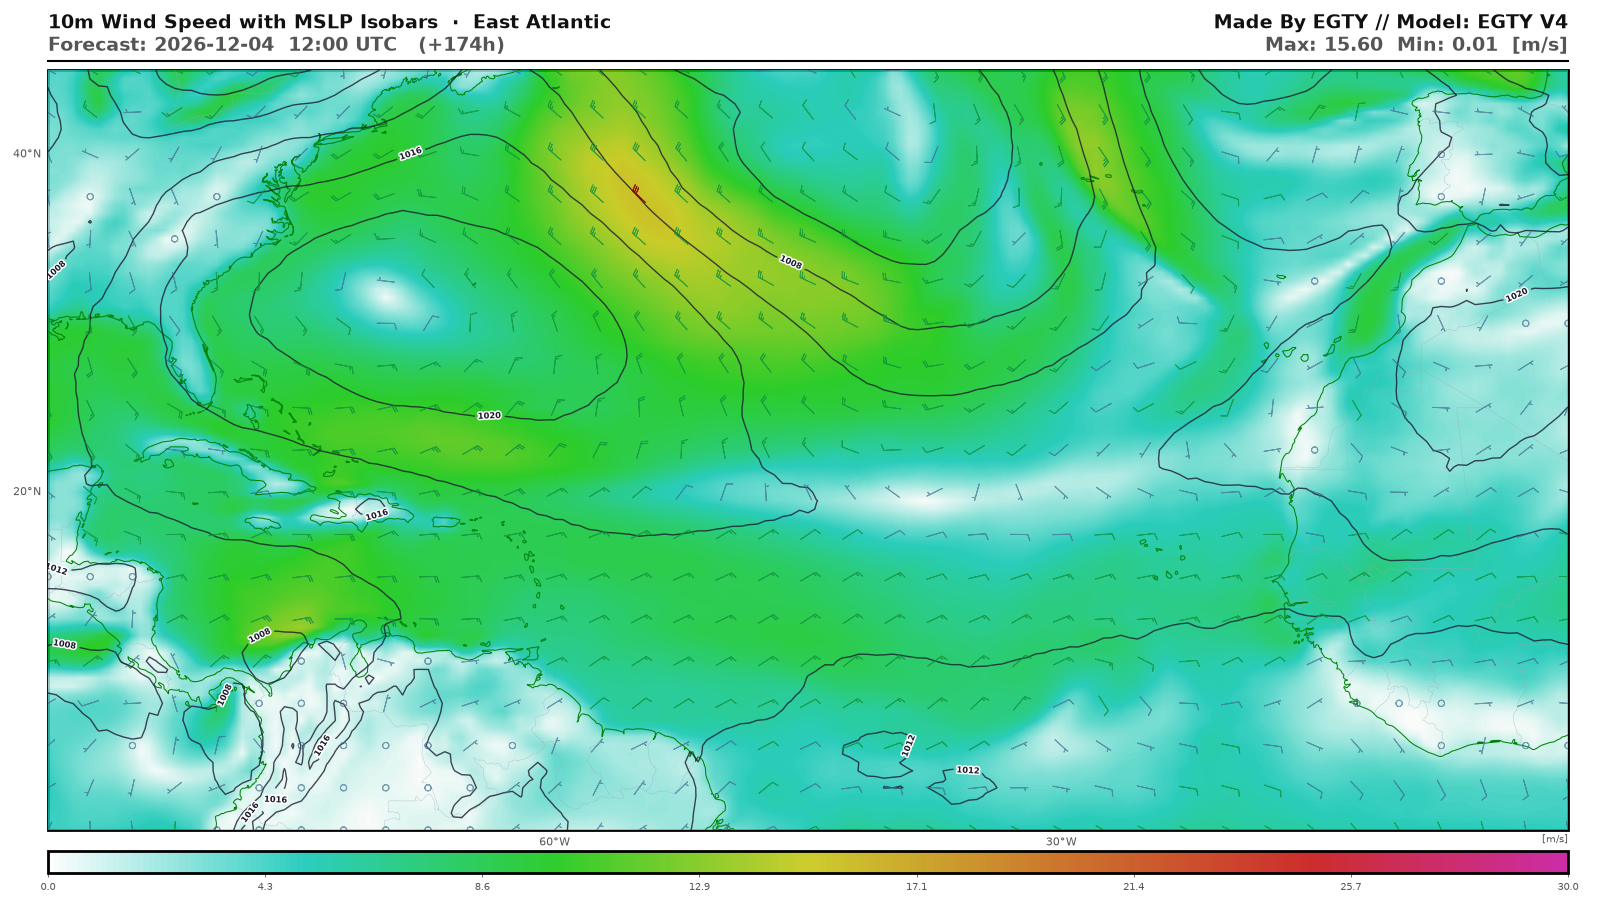 10m Wind Speed with MSLP Isobars · East Atlantic
Made By EGTY // Model: EGTY V4
Forecast: 2026-12-04 12:00 UTC (+174h)
Max: 15.60 Min: 0.01 [m/s]
40°N
1016
1008
1008
1020
1020
20°N
1016
1012
1008
1008
1008
1016
1012
1012
1016
1016
60°W
30°W
[m/s]
0.0
4.3
8.6
12.9
17.1
21.4
25.7
30.0